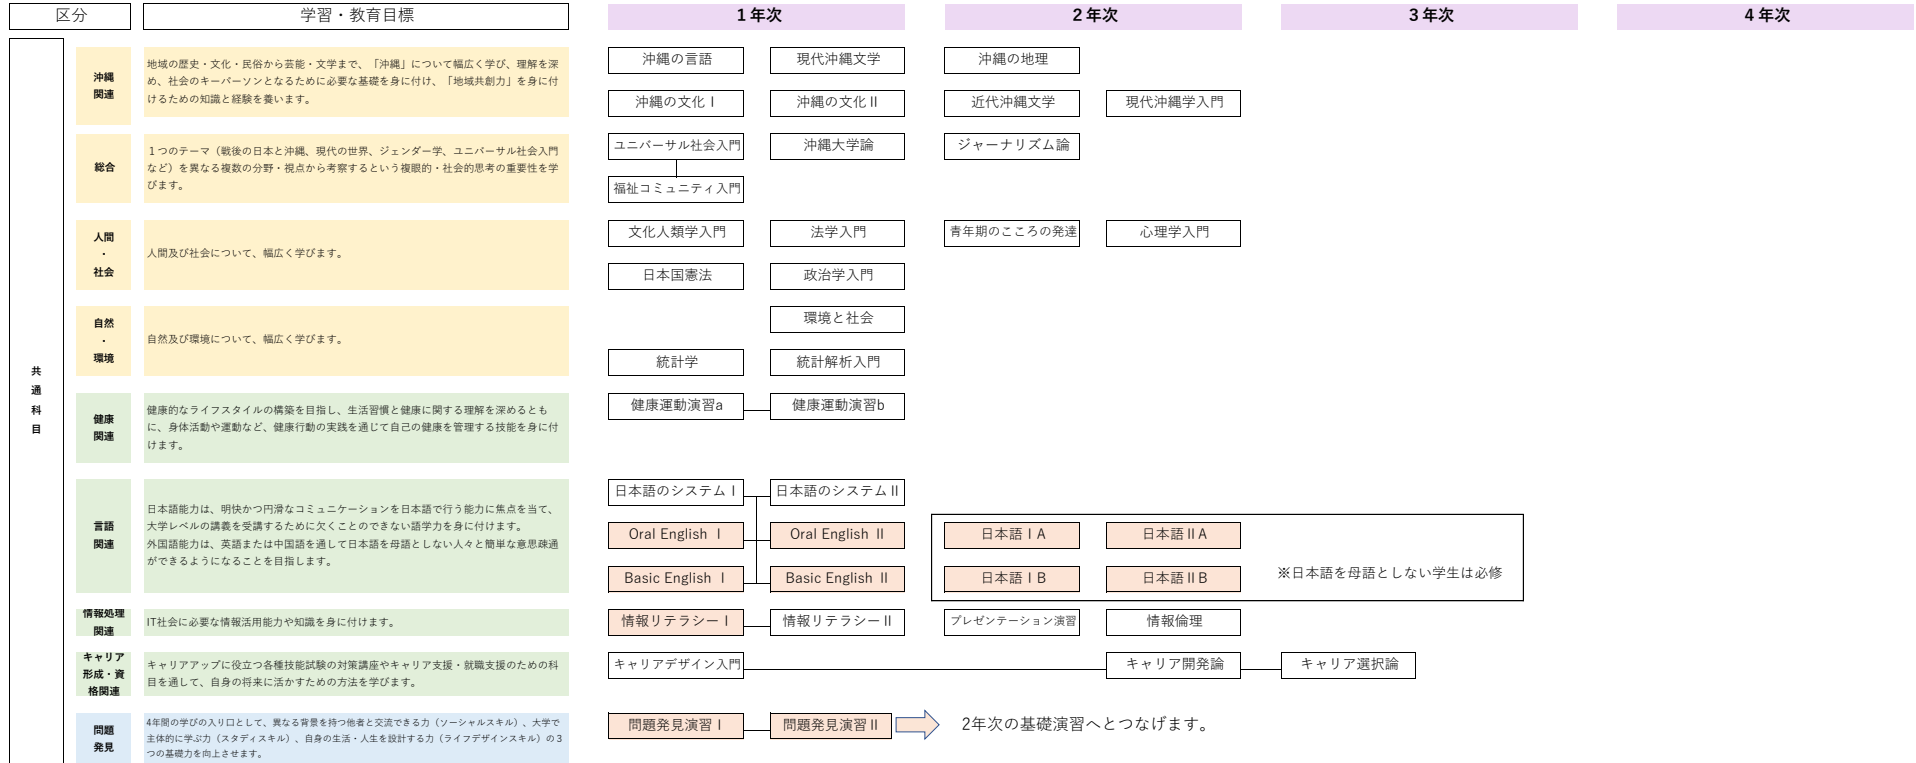 区分
学習・教育目標
1年次
2年次
3年次
4年次
共
通
科
目
沖縄
関連
地域の歴史・文化・民俗から芸能・文学まで、「沖縄」について幅広く学び、理解を深
め、社会のキーパーソンとなるために必要な基礎を身に付け、「地域共創力」を身に付
けるための知識と経験を養います。
沖縄の言語
現代沖縄文学
沖縄の地理
沖縄の文化Ⅰ
沖縄の文化Ⅱ
近代沖縄文学
現代沖縄学入門
総合
1つのテーマ（戦後の日本と沖縄、現代の世界、ジェンダー学、ユニバーサル社会入門
など）を異なる複数の分野・視点から考察するという複眼的・社会的思考の重要性を学
びます。
ユニバーサル社会入門
沖縄大学論
ジャーナリズム論
福祉コミュニティ入門
人間
・
社会
人間及び社会について、幅広く学びます。
文化人類学入門
法学入門
青年期のこころの発達
心理学入門
日本国憲法
政治学入門
自然
・
環境
自然及び環境について、幅広く学びます。
環境と社会
統計学
統計解析入門
健康
関連
健康的なライフスタイルの構築を目指し、生活習慣と健康に関する理解を深めるととも
に、身体活動や運動など、健康行動の実践を通じて自己の健康を管理する技能を身に付
けます。
健康運動演習a
健康運動演習b
言語
関連
日本語能力は、明快かつ円滑なコミュニケーションを日本語で行う能力に焦点を当て、
大学レベルの講義を受講するために欠くことのできない語学力を身に付けます。
外国語能力は、英語または中国語を通して日本語を母語としない人々と簡単な意思疎通
ができるようになることを目指します。
日本語のシステムⅠ
日本語のシステムⅡ
Oral English Ⅰ
Oral English Ⅱ
日本語ⅠA
日本語ⅡA
Basic English Ⅰ
Basic English Ⅱ
日本語ⅠB
日本語ⅡB
※日本語を母語としない学生は必修
情報処理
関連
IT社会に必要な情報活用能力や知識を身に付けます。
情報リテラシーⅠ
情報リテラシーⅡ
プレゼンテーション演習
情報倫理
キャリア
形成・資
格関連
キャリアアップに役立つ各種技能試験の対策講座やキャリア支援・就職支援のための科
目を通して、自身の将来に活かすための方法を学びます。
キャリアデザイン入門
キャリア開発論
キャリア選択論
問題
発見
4年間の学びの入り口として、異なる背景を持つ他者と交流できる力（ソーシャルスキル）、大学で
主体的に学ぶ力（スタディスキル）、自身の生活・人生を設計する力（ライフデザインスキル）の3
つの基礎力を向上させます。
問題発見演習Ⅰ
問題発見演習Ⅱ
2年次の基礎演習へとつなげます。